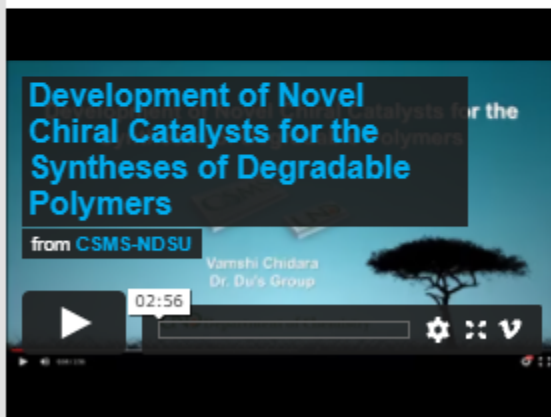 Development of Novel
Chiral Catalysts for the
Syntheses of Degradable
Polymers
from CSMS-NDSU
Vamshi Chidara
Dr. Du's Group
02:56